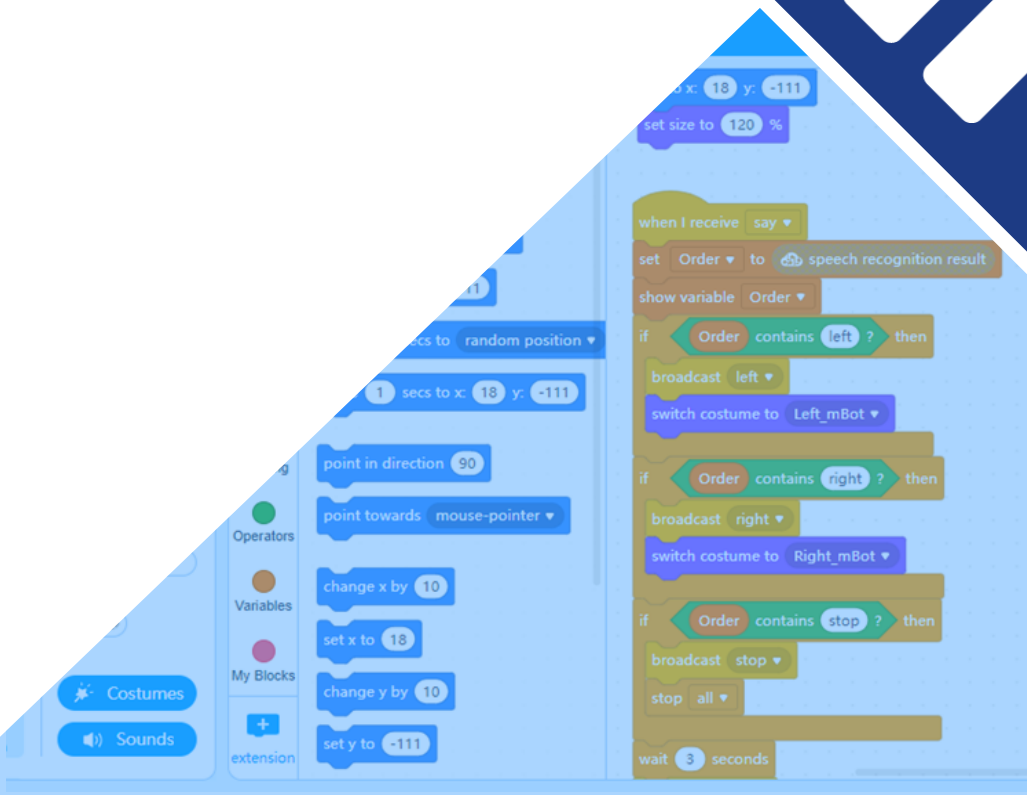 x: 18 y: -111
set size to 120 %
when I receive say
set Order to speech recognition result
show variable Order
if Order contains left ? then
broadcast left
switch costume to Left_mBot
if Order contains right ? then
broadcast right
switch costume to Right_mBot
if Order contains stop ? then
broadcast stop
stop all
wait 3 seconds
secs to random position
1 secs to x: 18 y: -111
point in direction 90
point towards mouse-pointer
change x by 10
set x to 18
change y by 10
set y to -111
Operators
Variables
My Blocks
extension
Costumes
Sounds